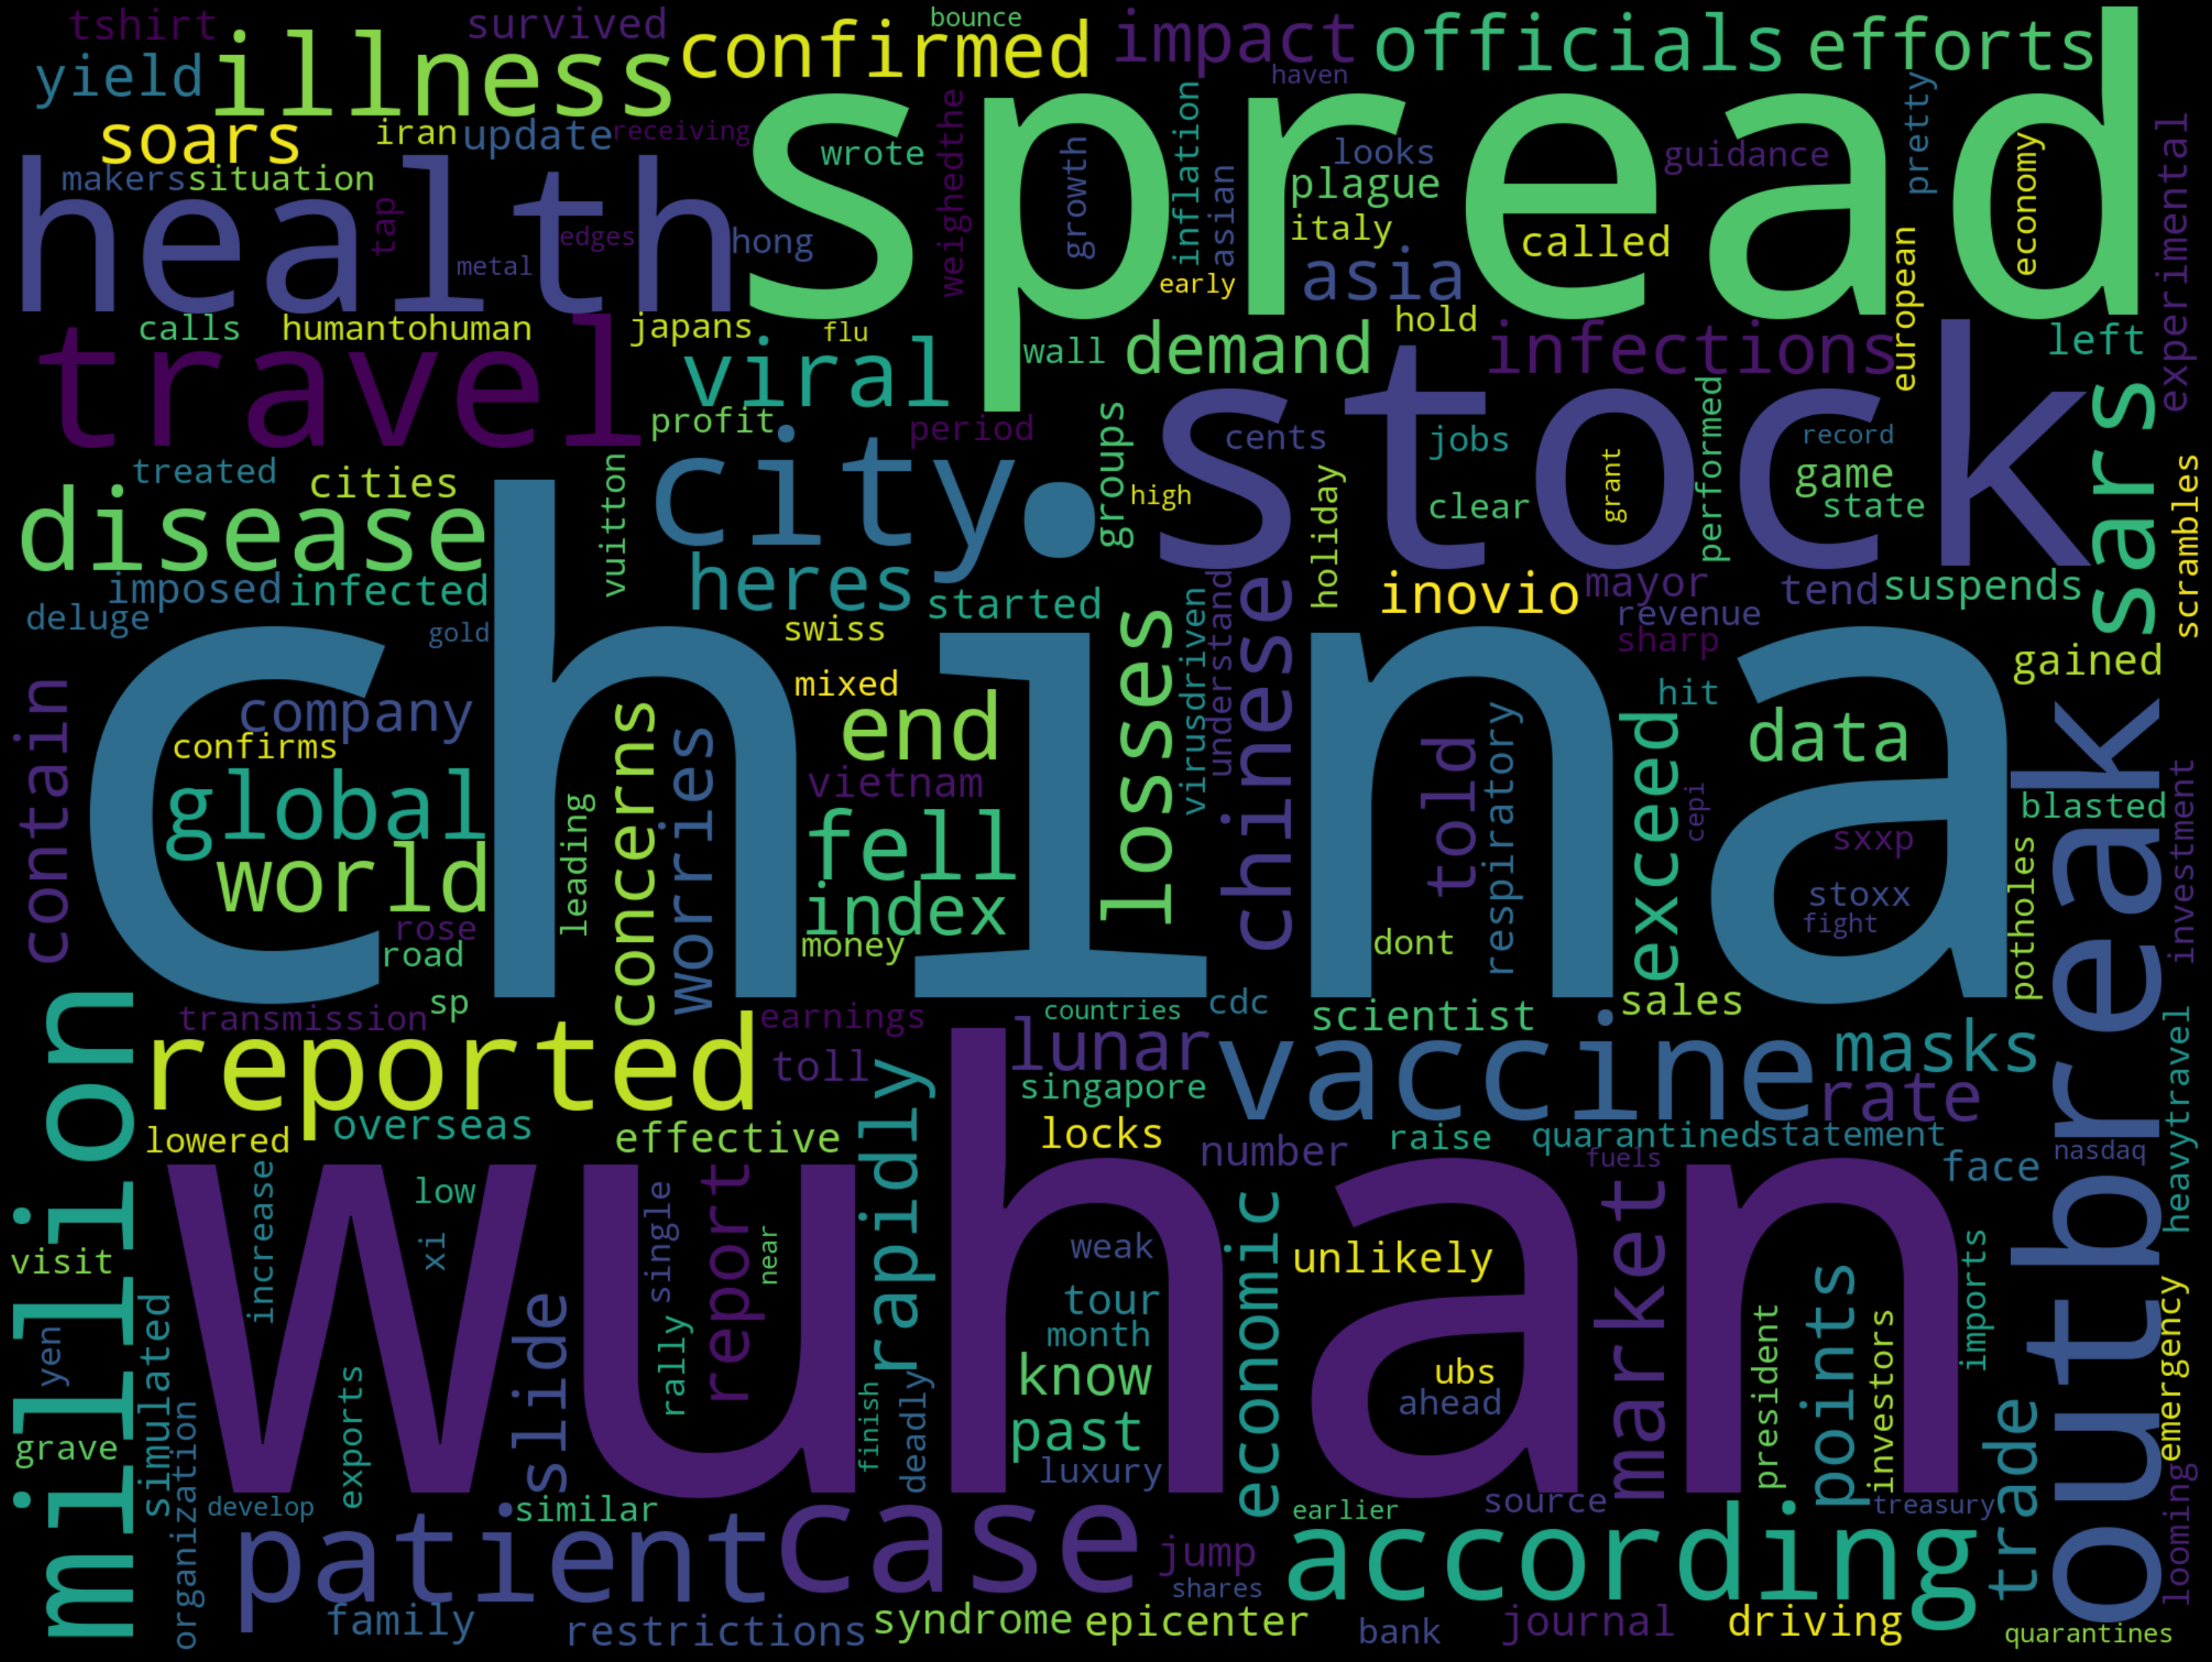 tshirt
survived
bounce
yield
illness
confirmed
impact
officials
efforts
haven
soars
iran
update
receiving
spread
weighedthe
wrote
growth
inflation
asian
looks
plague
guidance
pretty
economy
experimental
makers
situation
health
tap
edges
metal
hong
early
italy
asia
called
european
calls
humantohuman
japans
flu
wall
demand
hold
infections
left
travel
viral
profit
period
groups
stock
cents
jobs
performed
record
sars
treated
cities
vuitton
city
high
holiday
clear
grant
game
state
scrambles
disease
imposed
infected
heres
started
inovio
mayor
tend
suspends
deluge
gold
swiss
revenue
sharp
china
losses
virusdriven
understand
chinese
gained
contain
company
mixed
hit
confirms
end
data
concerns
worries
vietnam
told
respiratory
exceed
cepi
blasted
outbreak
investment
global
leading
fell
sxxp
world
index
stoxx
fight
potholes
rose
road
money
dont
million
sp
countries
cdc
sales
transmission
earnings
scientist
reported
toll
rapidly
lunar
vaccine
masks
singapore
rate
heavytravel
lowered
overseas
effective
locks
number
raise
quarantined
statement
nasdaq
wuhan
fuels
face
increase
low
single
report
economic
market
visit
xi
near
weak
unlikely
imports
simulated
slide
tour
points
emergency
yen
month
president
investors
exports
rally
know
ubs
finish
deadly
ahead
trade
grave
past
organization
luxury
looming
develop
similar
case
earlier
source
treasury
patient
jump
according
shares
family
restrictions
syndrome
epicenter
bank
journal
driving
quarantines